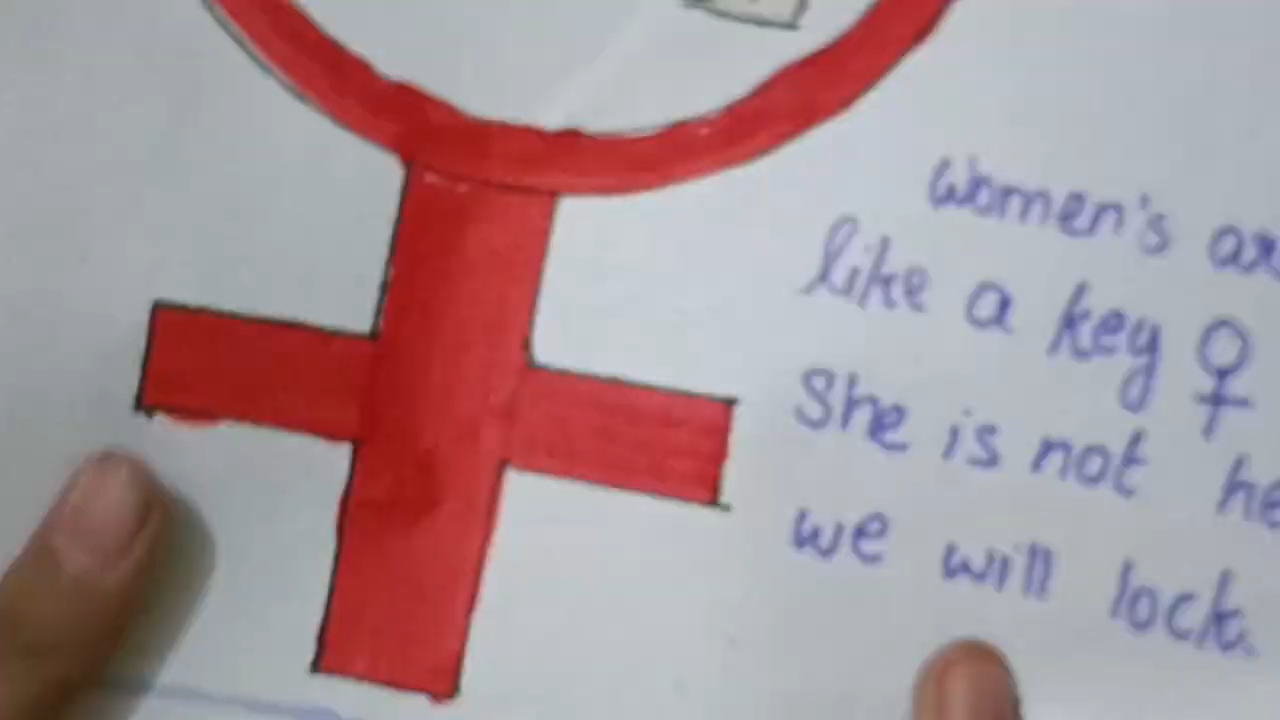 Women's
like a key ♀
She is not
we will lock.